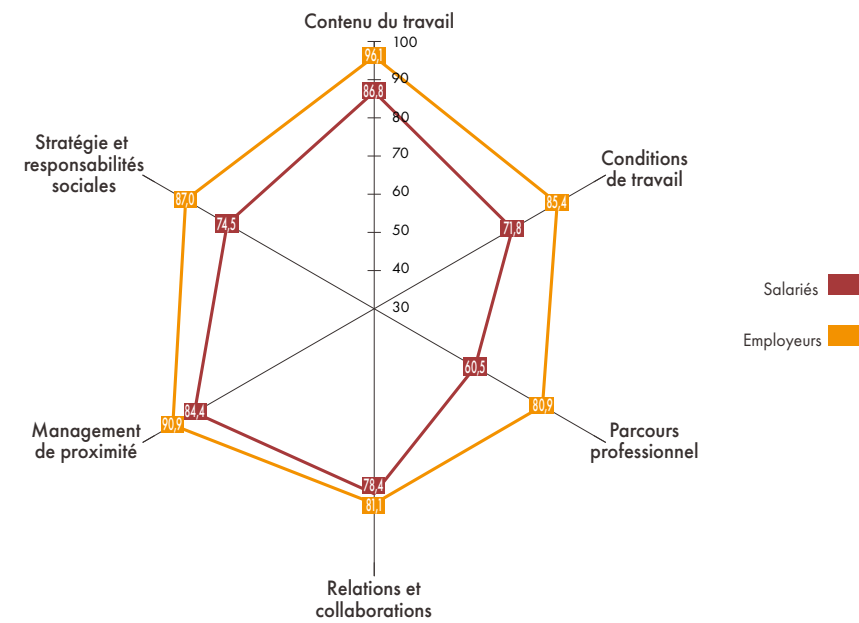 Contenu du travail
100
96,1
90
86,8
80
Stratégie et
responsabilités
sociales
Conditions
de travail
70
60
87,0
85,4
74,5
71,8
50
40
Salariés
30
Employeurs
60,5
84,4
80,9
90,9
Management
de proximité
Parcours
professionnel
78,4
81,1
Relations et
collaborations